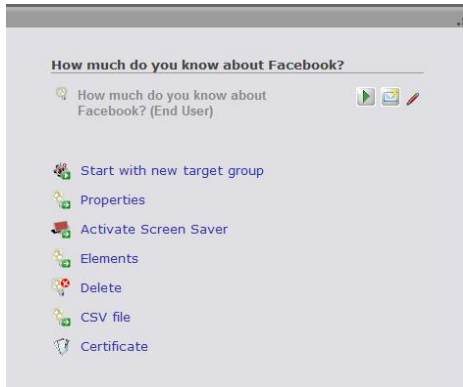 How much do you know about Facebook?
How much do you know about
Facebook? (End User)
Start with new target group
Properties
Activate Screen Saver
Elements
Delete
CSV file
Certificate